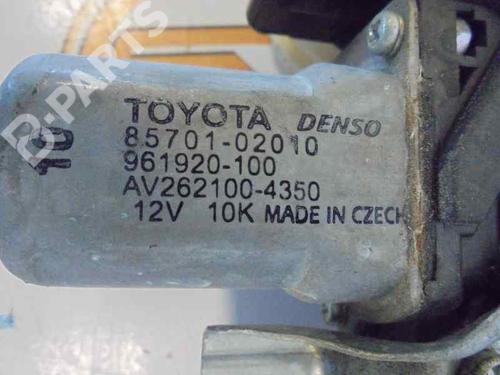 B-PARTS
10
TOYOTA DENSO
85701-02010
961920-100
AV262100-4350
12V 10K MADE IN CZECH